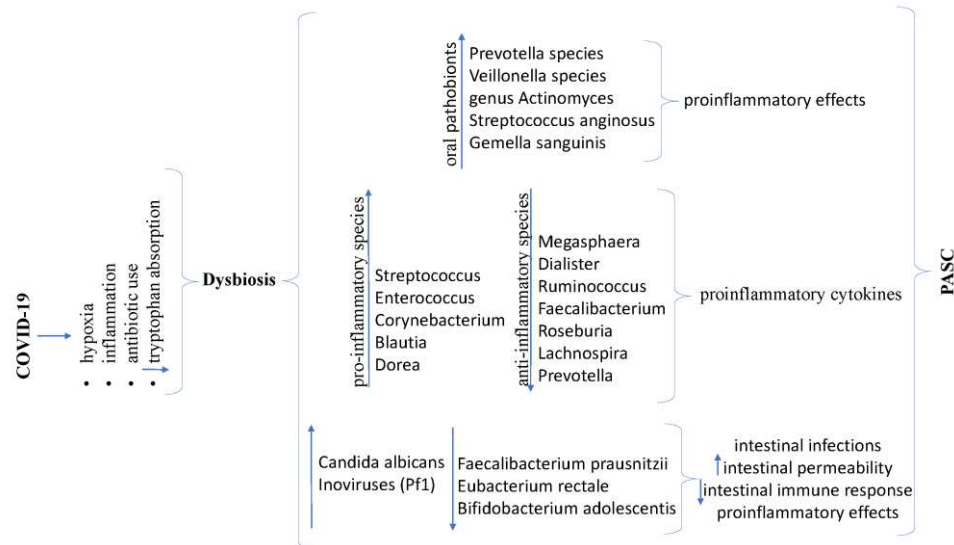 COVID-19
• hypoxia
• inflammation
• antibiotic use
• tryptophan absorption
Dysbiosis
oral pathobionts
Prevotella species
Veillonella species
genus Actinomyces
Streptococcus anginosus
Gemella sanguinis
proinflammatory effects
pro-inflammatory species
Streptococcus
Enterococcus
Corynebacterium
Blautia
Dorea
anti-inflammatory species
Megasphaera
Dialister
Ruminococcus
Faecalibacterium
Roseburia
Lachnospira
Prevotella
proinflammatory cytokines
Candida albicans
Inoviruses (Pf1)
Faecalibacterium prausnitzii
Eubacterium rectale
Bifidobacterium adolescentis
intestinal infections
intestinal permeability
intestinal immune response
proinflammatory effects
PASC